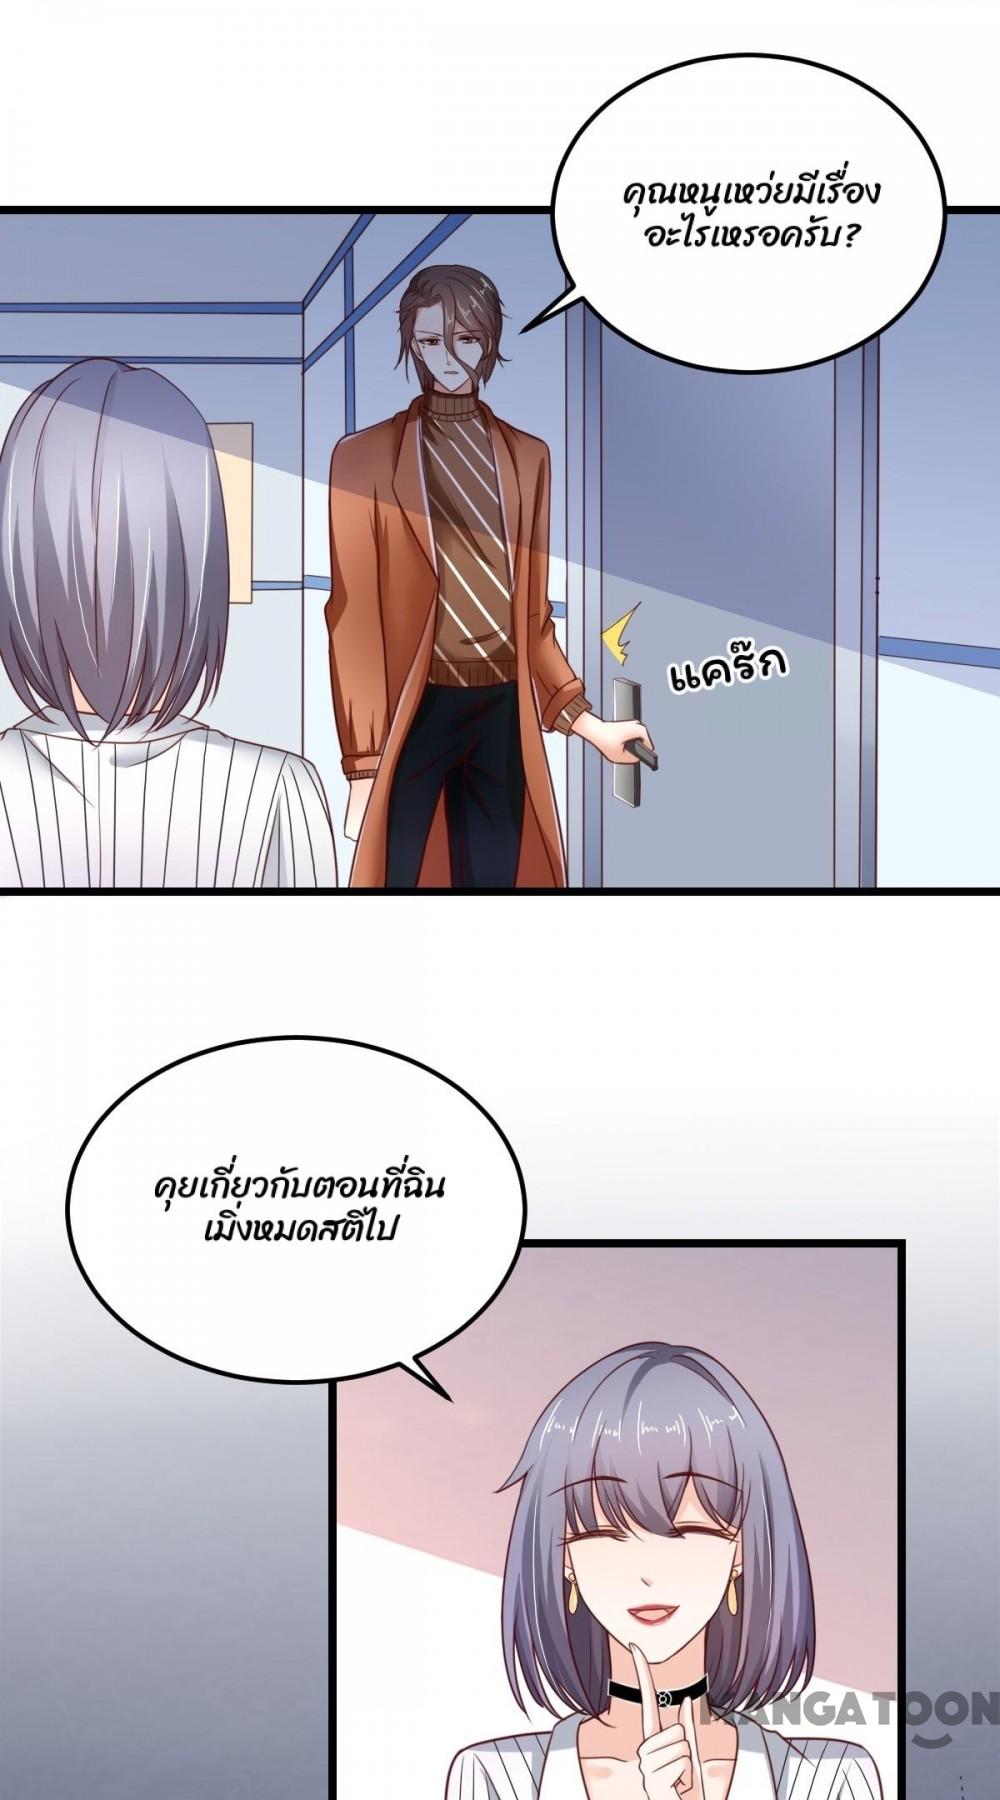 คุณหนูเหว่ยมีเรื่อง
อะไรเหรอครับ?
แคร๊ก
คุยเกี่ยวกับตอนที่ฉิน
เมิ่งหมดสติไป
MANGATOON